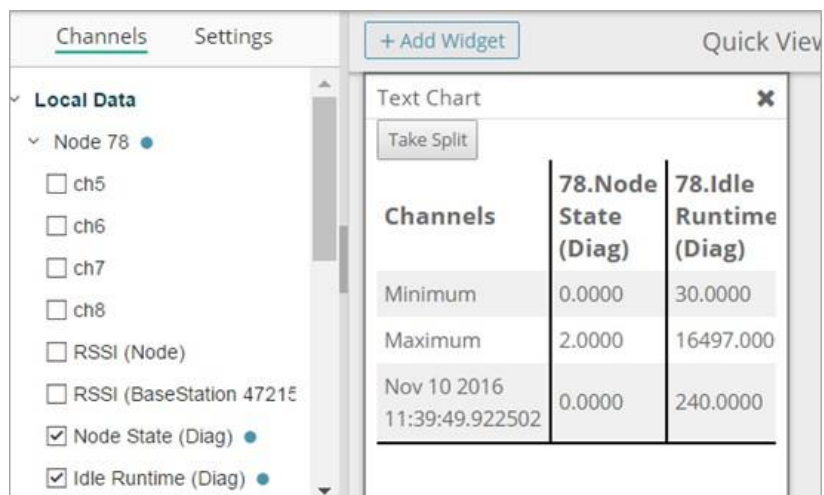 Channels Settings
Local Data
Node 78
ch5
ch6
ch7
ch8
RSSI (Node)
RSSI (BaseStation 47215
Node State (Diag)
Idle Runtime (Diag)
+ Add Widget
Quick View
Text Chart
Take Split
Channels 78.Node State (Diag) 78.Idle Runtime (Diag)
Minimum 0.0000 30.0000
Maximum 2.0000 16497.000
Nov 10 2016 11:39:49.922502 0.0000 240.0000